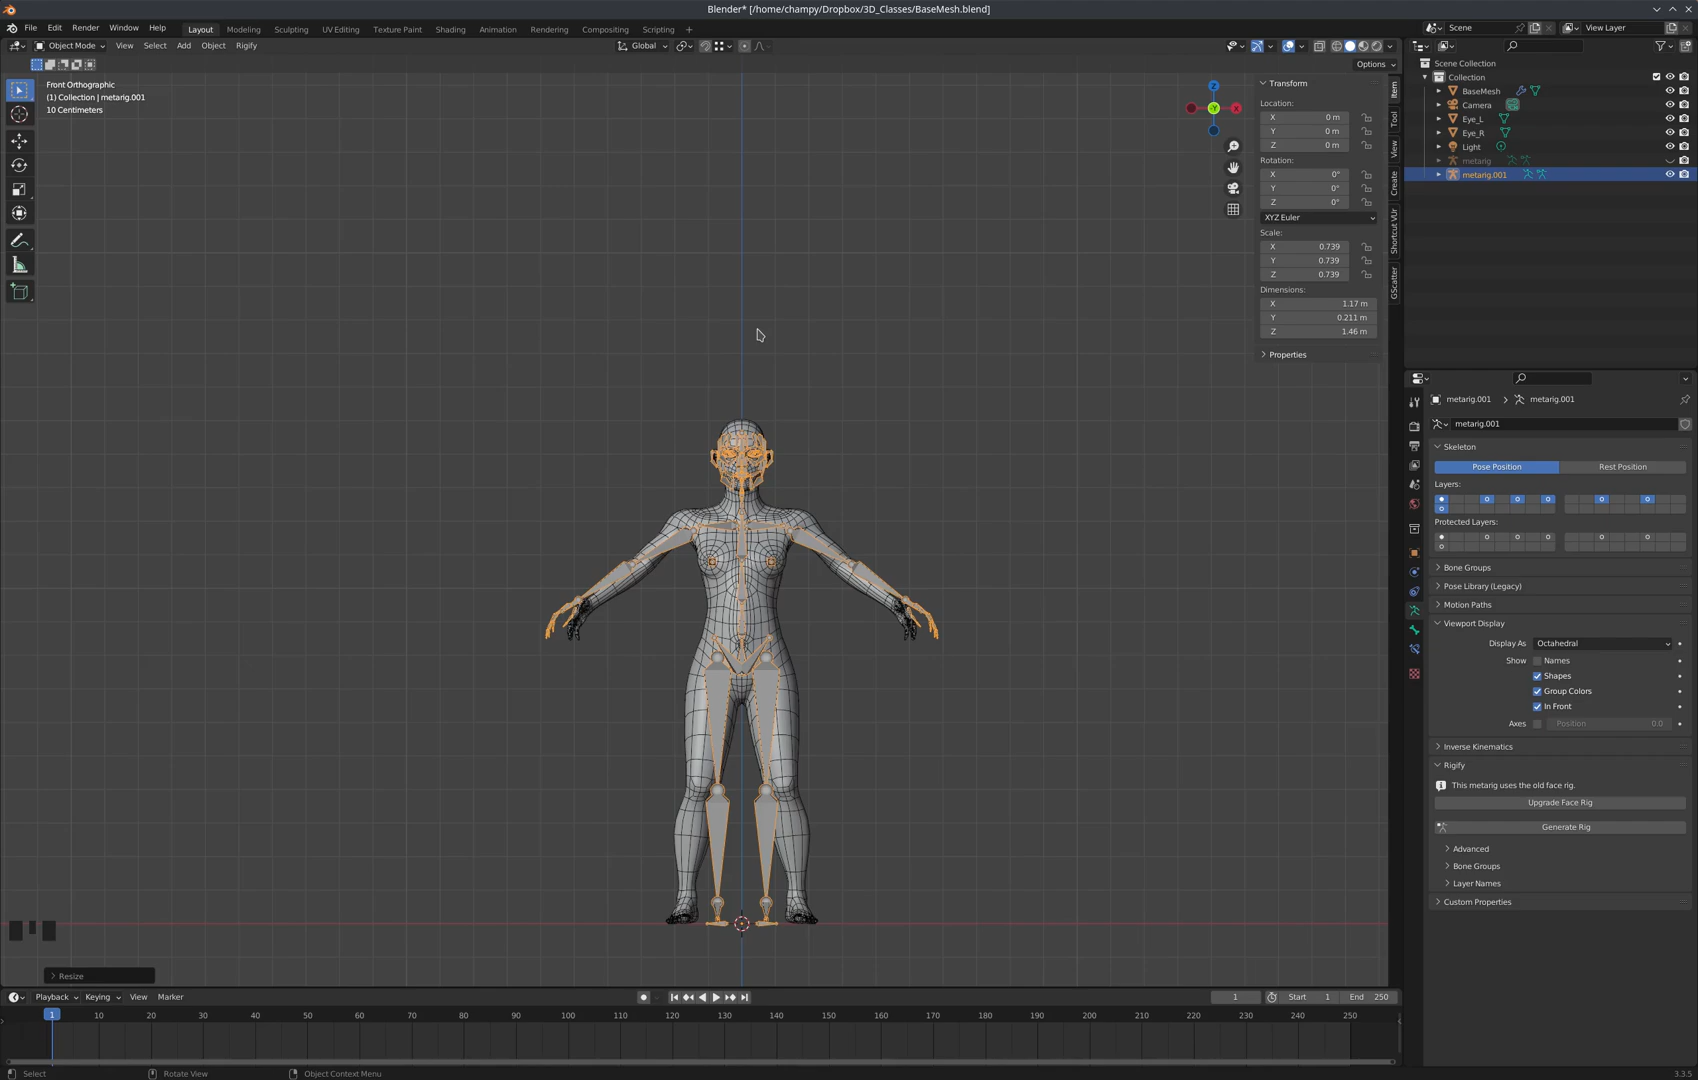 Blender* [/home/champy/Dropbox/3D_Classes/BaseMesh.blend]
File Edit Render Window Help Layout Modeling Sculpting UV Editing Texture Paint Shading Animation Rendering Compositing Scripting + Scene View Layer
Object Mode View Select Add Object Rigify Global
Options
Front Orthographic
(1) Collection | metarig.001
10 Centimeters
Z
-Y
Item
Tool
View
Create
Shortcut VUr
GScatter
Transform
Location:
X 0 m
Y 0 m
Z 0 m
Rotation:
X 0°
Y 0°
Z 0°
XYZ Euler
Scale:
X 0.739
Y 0.739
Z 0.739
Dimensions:
X 1.17 m
Y 0.211 m
Z 1.46 m
Properties
Scene Collection
Collection
BaseMesh
Camera
Eye_L
Eye_R
Light
metarig
metarig.001
metarig.001 > metarig.001
metarig.001
Skeleton
Pose Position Rest Position
Layers:
Protected Layers:
Bone Groups
Pose Library (Legacy)
Motion Paths
Viewport Display
Display As Octahedral
Show Names
Shapes
Group Colors
In Front
Axes Position 0.0
Inverse Kinematics
Rigify
This metarig uses the old face rig.
Upgrade Face Rig
Generate Rig
Advanced
Bone Groups
Layer Names
Custom Properties
Resize
Playback Keying View Marker 1 Start 1 End 250
1 10 20 30 40 50 60 70 80 90 100 110 120 130 140 150 160 170 180 190 200 210 220 230 240 250
Select Rotate View Object Context Menu 3.3.5